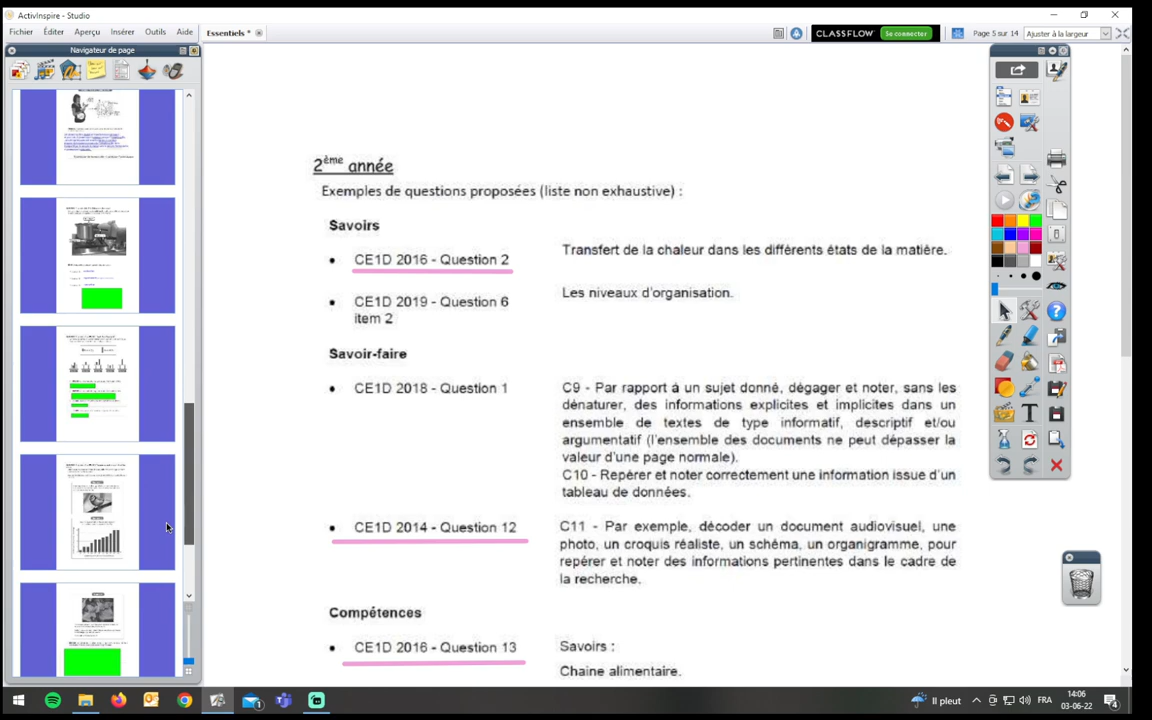 ActivInspire - Studio
Fichier Éditer Aperçu Insérer Outils Aide
Essentiels *
CLASSFLOW Se connecter
Page 5 sur 14
Ajuster à la largeur
Navigateur de page
2ème année
Exemples de questions proposées (liste non exhaustive) :
Savoirs
• CE1D 2016 - Question 2
Transfert de la chaleur dans les différents états de la matière.
• CE1D 2019 - Question 6
item 2
Les niveaux d'organisation.
Savoir-faire
• CE1D 2018 - Question 1
C9 - Par rapport à un sujet donné, dégager et noter, sans les
dénaturer, des informations explicites et implicites dans un
ensemble de textes de type informatif, descriptif et/ou
argumentatif (l'ensemble des documents ne peut dépasser la
valeur d'une page normale).
C10 - Repérer et noter correctement une information issue d'un
tableau de données.
• CE1D 2014 - Question 12
C11 - Par exemple, décoder un document audiovisuel, une
photo, un croquis réaliste, un schéma, un organigramme, pour
repérer et noter des informations pertinentes dans le cadre de
la recherche.
Compétences
• CE1D 2016 - Question 13
Savoirs :
Chaine alimentaire.
Il pleut
FRA
14:06
03-06-22